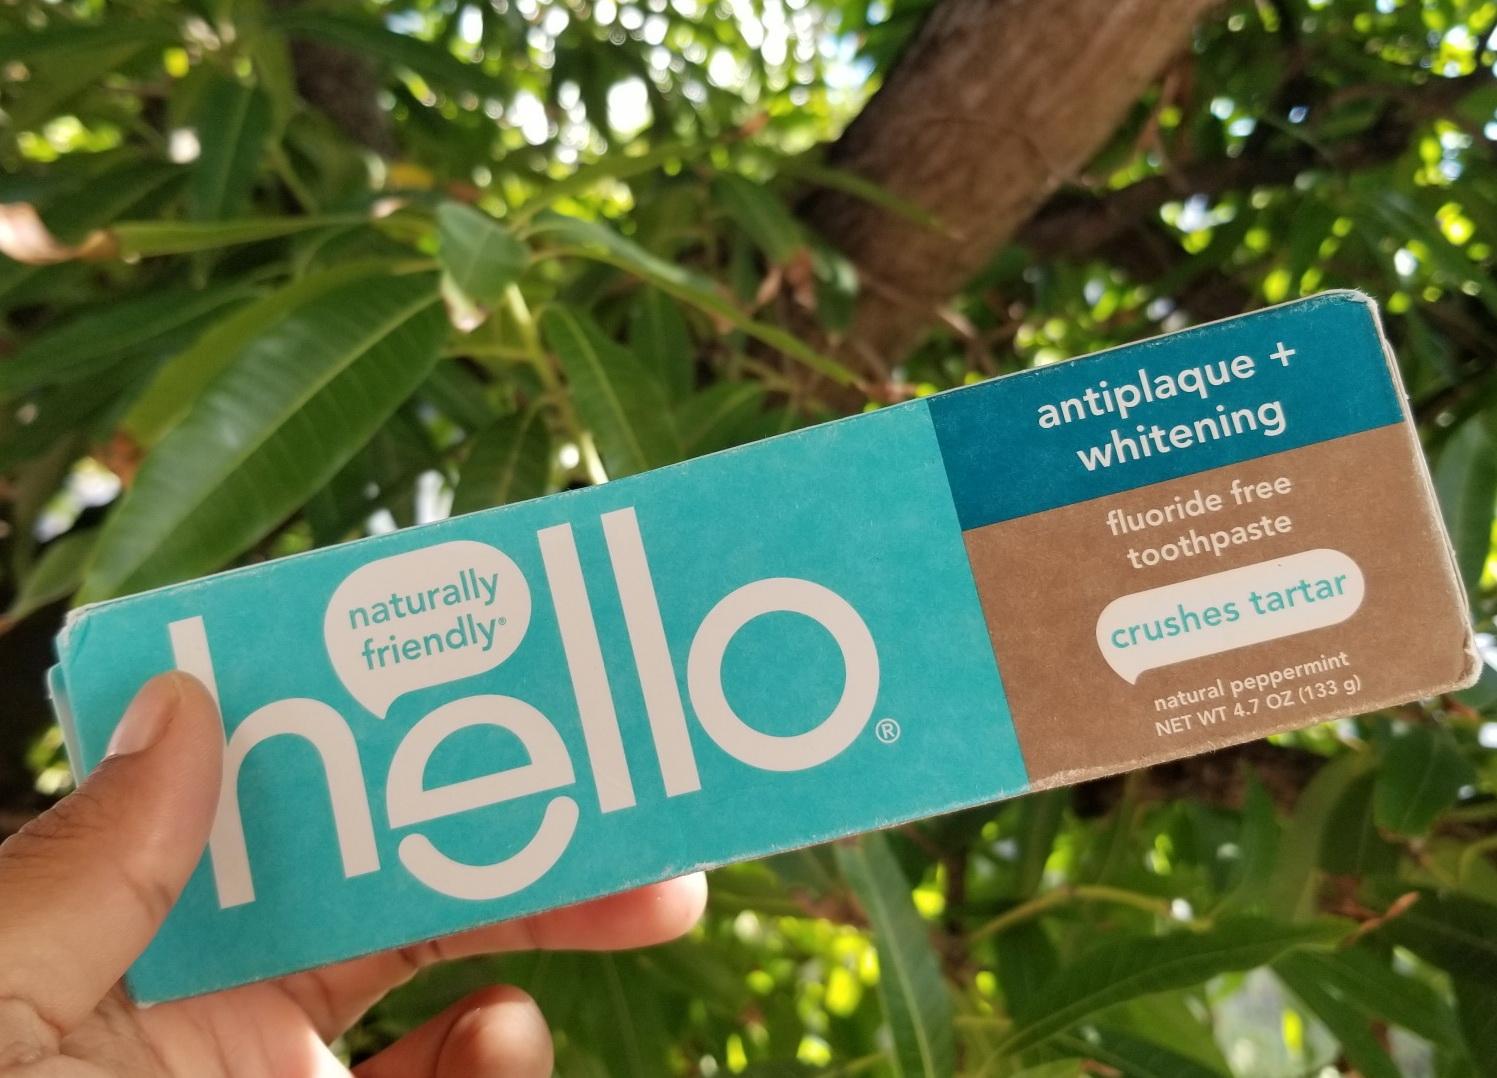 naturally
friendly®
hello®
antiplaque +
whitening
fluoride free
toothpaste
crushes tartar
natural peppermint
NET WT 4.7 OZ (133 g)